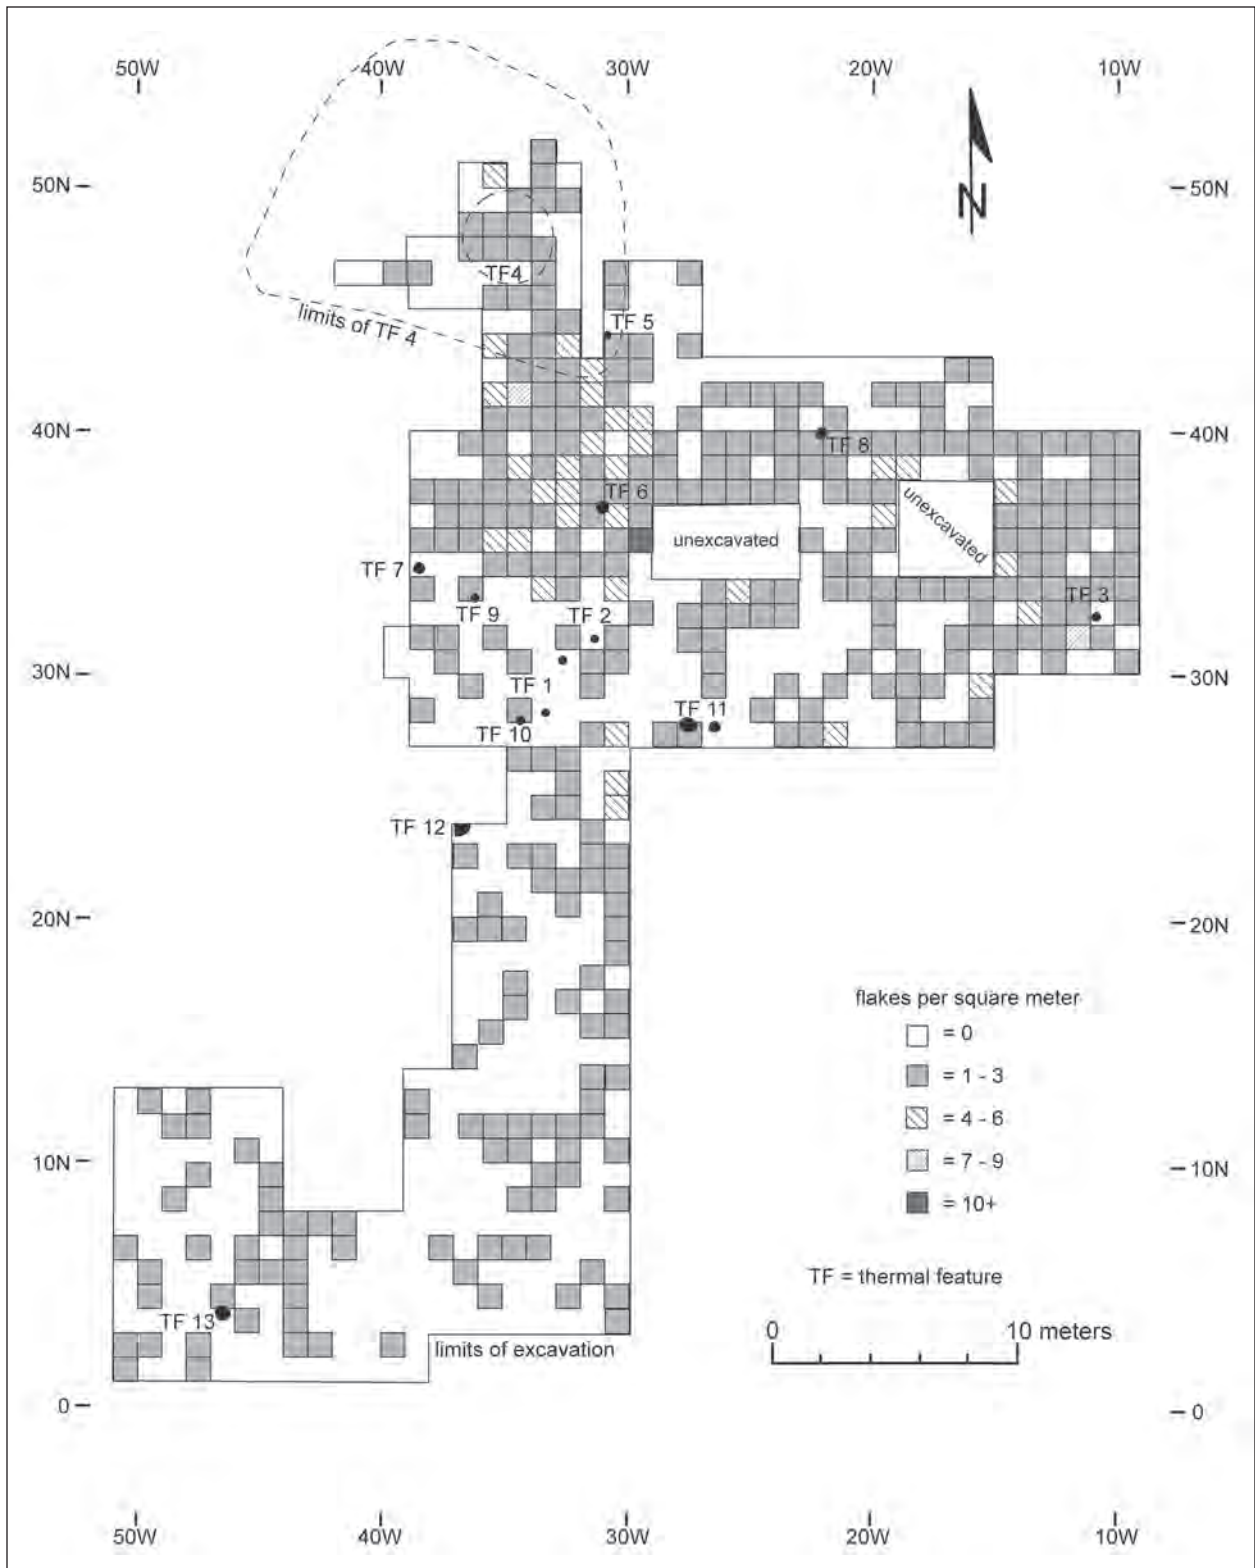 50W 40W 30W 20W 10W
N
50N 50N
TF4
limits of TF 4
TF 5
40N 40N
TF 8
unexcavated
TF 6
unexcavated
TF 7
TF 3
TF 9
TF 2
30N 30N
TF 1
TF 11
TF 10
TF 12
20N 20N
flakes per square meter
= 0
= 1 - 3
= 4 - 6
10N 10N
= 7 - 9
= 10+
TF = thermal feature
TF 13
0 10 meters
limits of excavation
0 0
50W 40W 30W 20W 10W